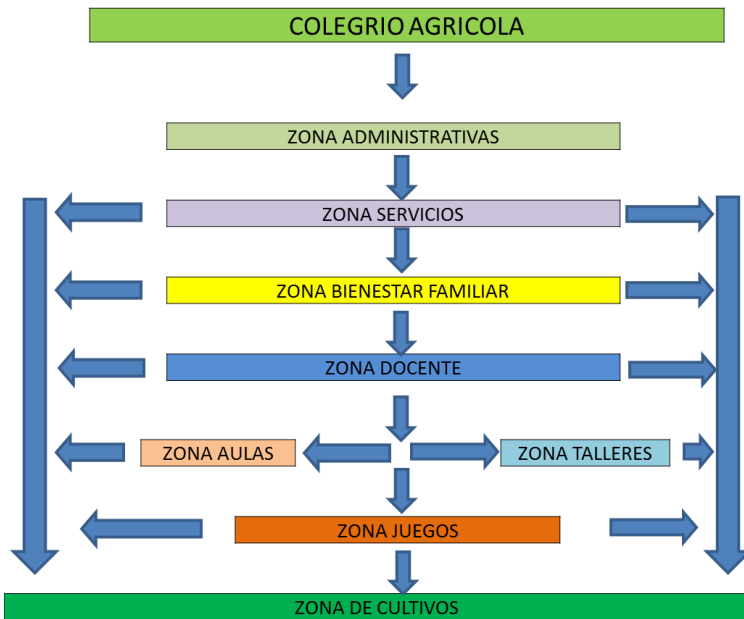 COLEGRIO AGRICOLA
ZONA ADMINISTRATIVAS
ZONA SERVICIOS
ZONA BIENESTAR FAMILIAR
ZONA DOCENTE
ZONA AULAS
ZONA TALLERES
ZONA JUEGOS
ZONA DE CULTIVOS